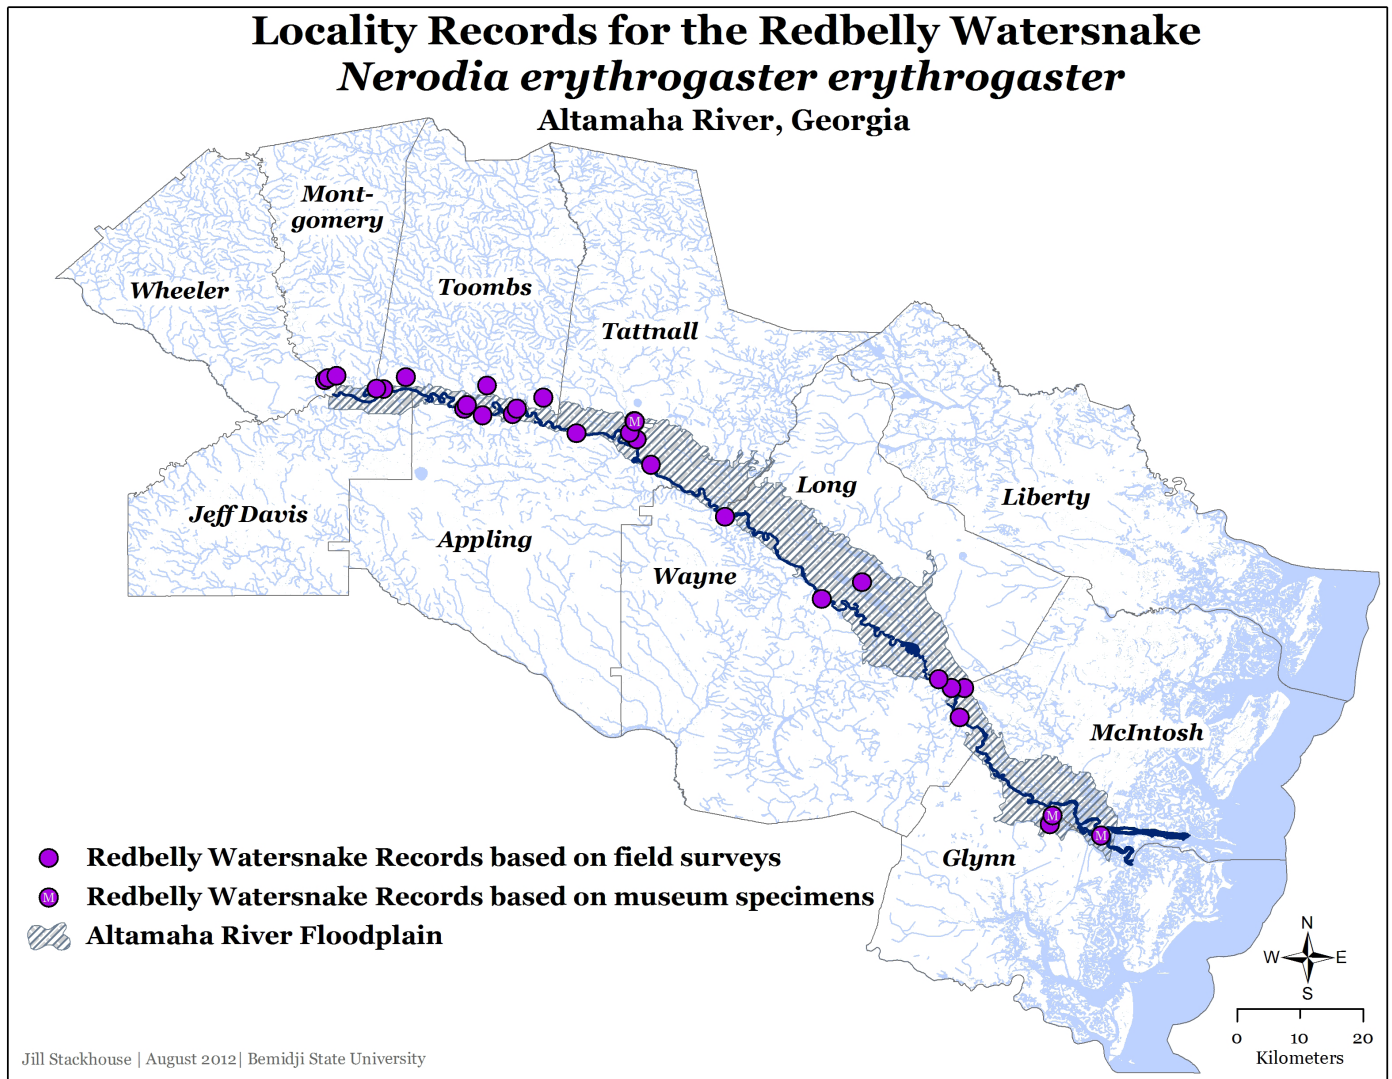 Locality Records for the Redbelly Watersnake
Nerodia erythrogaster erythrogaster
Altamaha River, Georgia
Mont-
gomery
Wheeler
Toombs
Tattnall
Long
Liberty
Jeff Davis
Appling
Wayne
McIntosh
Glynn
M
M
M
Redbelly Watersnake Records based on field surveys
M Redbelly Watersnake Records based on museum specimens
Altamaha River Floodplain
N
W E
S
0 10 20
Kilometers
Jill Stackhouse | August 2012| Bemidji State University